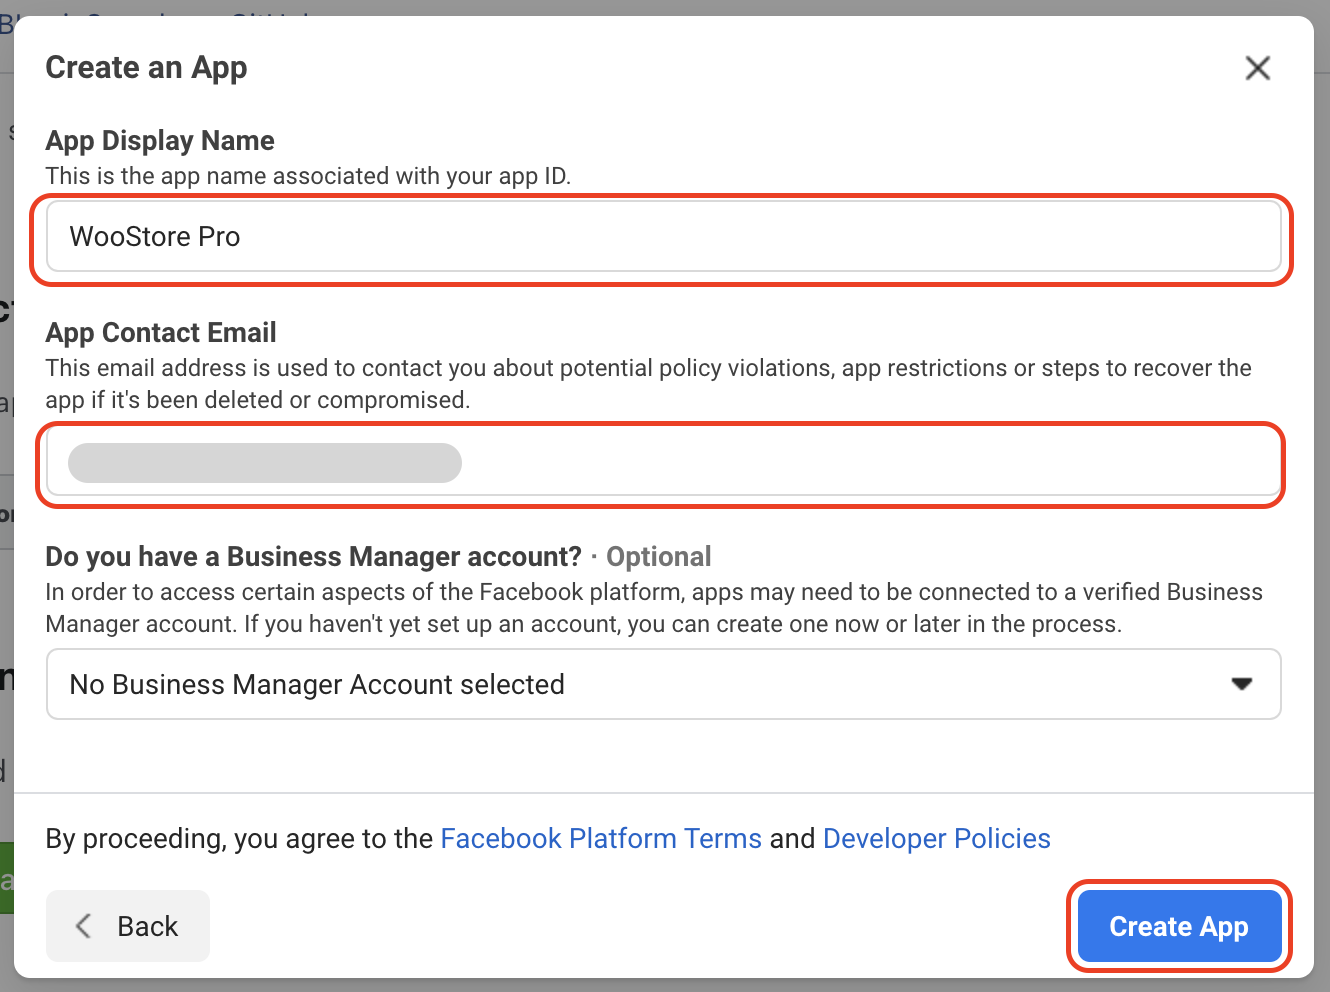 Create an App
App Display Name
This is the app name associated with your app ID.
WooStore Pro
App Contact Email
This email address is used to contact you about potential policy violations, app restrictions or steps to recover the
app if it's been deleted or compromised.
Do you have a Business Manager account? · Optional
In order to access certain aspects of the Facebook platform, apps may need to be connected to a verified Business
Manager account. If you haven't yet set up an account, you can create one now or later in the process.
No Business Manager Account selected
By proceeding, you agree to the Facebook Platform Terms and Developer Policies
Back
Create App